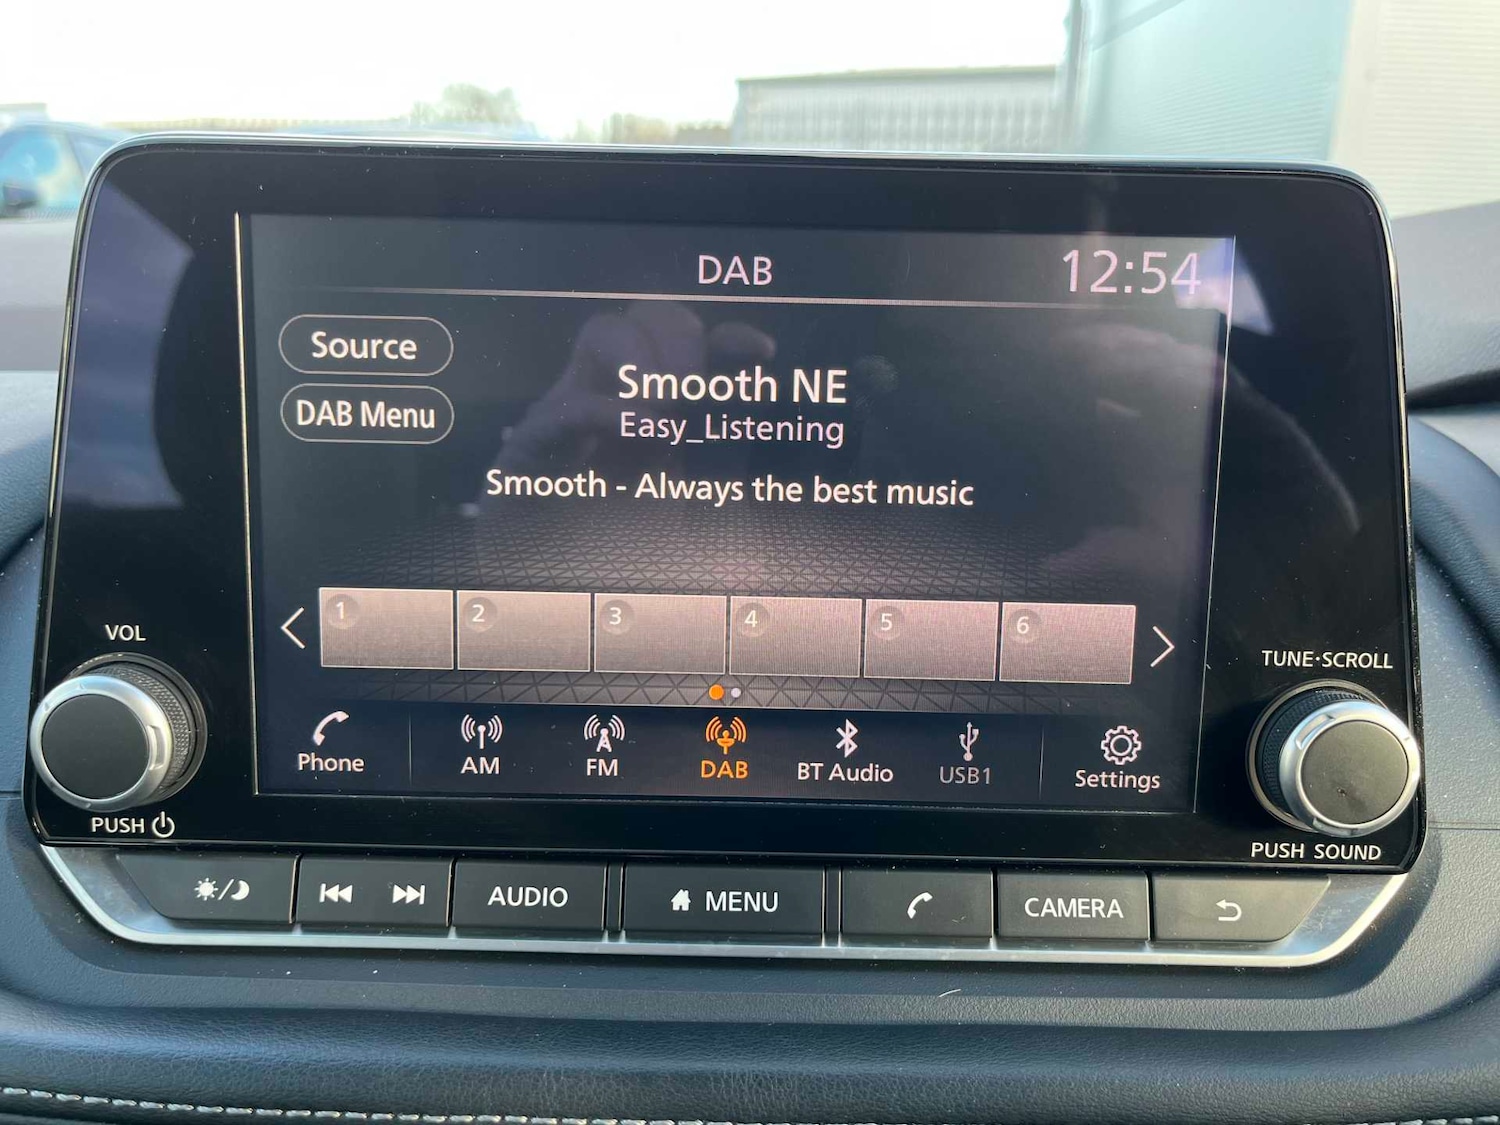 DAB
12:54
Source
DAB Menu
Smooth NE
Easy_Listening
Smooth - Always the best music
1 2 3 4 5 6
Phone AM FM DAB BT Audio USB1 Settings
VOL
PUSH
TUNE·SCROLL
PUSH SOUND
AUDIO MENU CAMERA